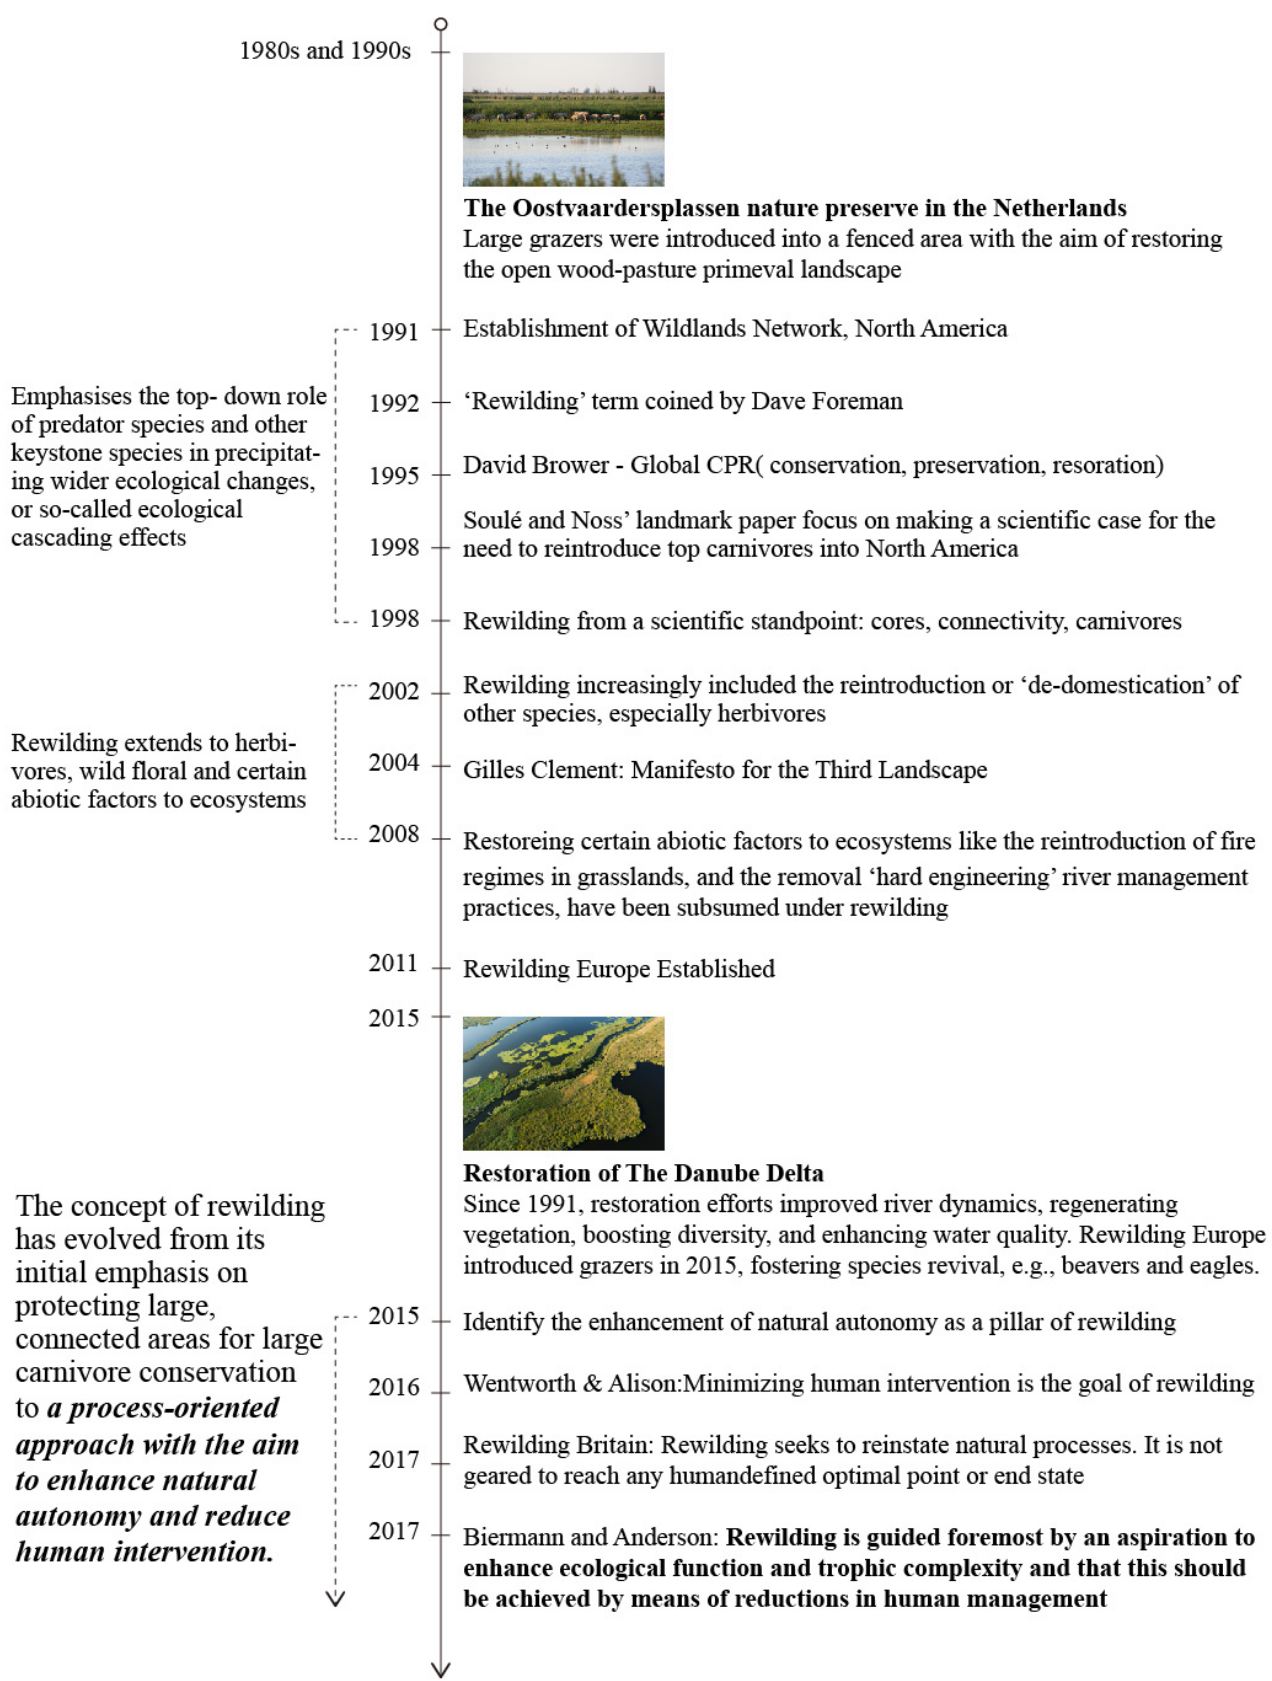 1980s and 1990s
The Oostvaardersplassen nature preserve in the Netherlands
Large grazers were introduced into a fenced area with the aim of restoring
the open wood-pasture primeval landscape
Emphasises the top- down role
of predator species and other
keystone species in precipitat-
ing wider ecological changes,
or so-called ecological
cascading effects
1991
Establishment of Wildlands Network, North America
1992
‘Rewilding’ term coined by Dave Foreman
1995
David Brower - Global CPR( conservation, preservation, resoration)
1998
Soulé and Noss’ landmark paper focus on making a scientific case for the
need to reintroduce top carnivores into North America
1998
Rewilding from a scientific standpoint: cores, connectivity, carnivores
Rewilding extends to herbi-
vores, wild floral and certain
abiotic factors to ecosystems
2002
Rewilding increasingly included the reintroduction or ‘de-domestication’ of
other species, especially herbivores
2004
Gilles Clement: Manifesto for the Third Landscape
2008
Restoreing certain abiotic factors to ecosystems like the reintroduction of fire
regimes in grasslands, and the removal ‘hard engineering’ river management
practices, have been subsumed under rewilding
2011
Rewilding Europe Established
2015
Restoration of The Danube Delta
Since 1991, restoration efforts improved river dynamics, regenerating
vegetation, boosting diversity, and enhancing water quality. Rewilding Europe
introduced grazers in 2015, fostering species revival, e.g., beavers and eagles.
The concept of rewilding
has evolved from its
initial emphasis on
protecting large,
connected areas for large
carnivore conservation
to a process-oriented
approach with the aim
to enhance natural
autonomy and reduce
human intervention.
2015
Identify the enhancement of natural autonomy as a pillar of rewilding
2016
Wentworth & Alison:Minimizing human intervention is the goal of rewilding
2017
Rewilding Britain: Rewilding seeks to reinstate natural processes. It is not
geared to reach any humandefined optimal point or end state
2017
Biermann and Anderson: Rewilding is guided foremost by an aspiration to
enhance ecological function and trophic complexity and that this should
be achieved by means of reductions in human management